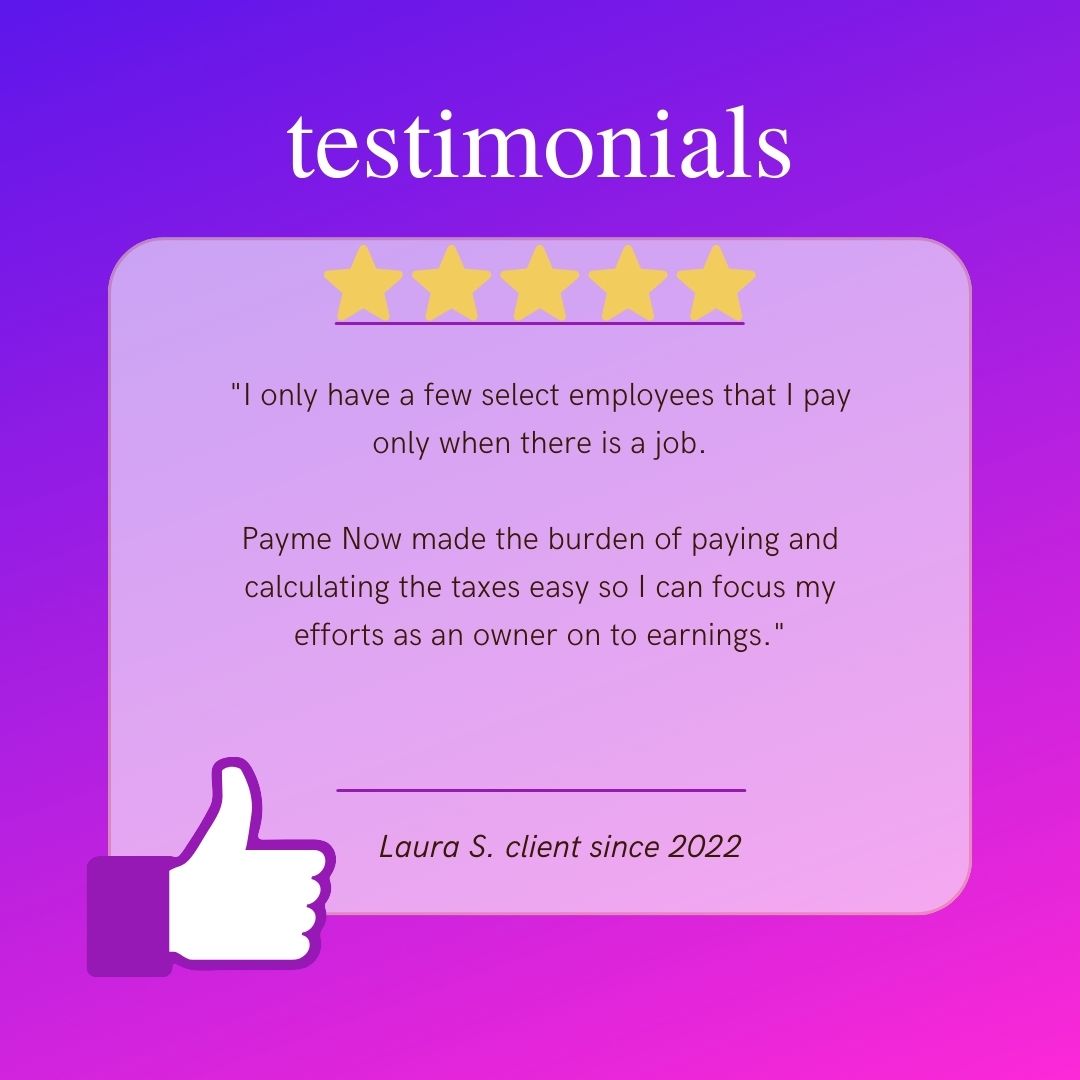 testimonials
"I only have a few select employees that I pay
only when there is a job.
Payme Now made the burden of paying and
calculating the taxes easy so I can focus my
efforts as an owner on to earnings."
Laura S. client since 2022